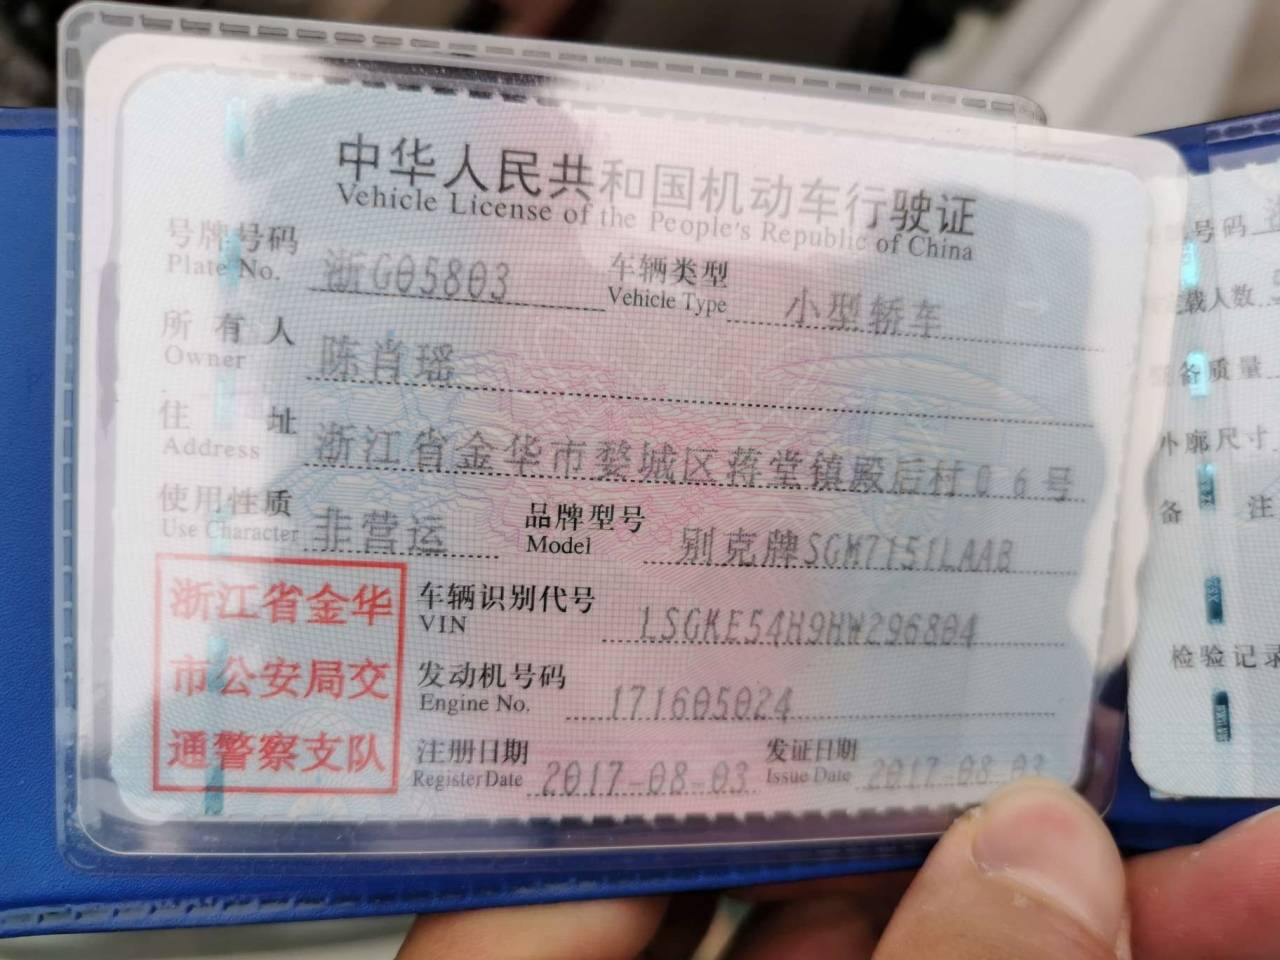 中华人民共和国机动车行驶证
Vehicle License of the People's Republic of China
号牌号码 浙G05803 车辆类型 小型轿车
Plate No. Vehicle Type
所有人 陈肖瑶
Owner
住址 浙江省金华市婺城区蒋堂镇殿后村06号
Address
使用性质 非营运 品牌型号 别克牌SGM7151LAAB
Use Character Model
浙江省金华
市公安局交
通警察支队
车辆识别代号 LSGKE54H9HW296804
VIN
发动机号码 171605024
Engine No.
注册日期 2017-08-03 发证日期 2017-08-03
Register Date Issue Date
号码
载人数
备质量
外廓尺寸
备注
检验记录